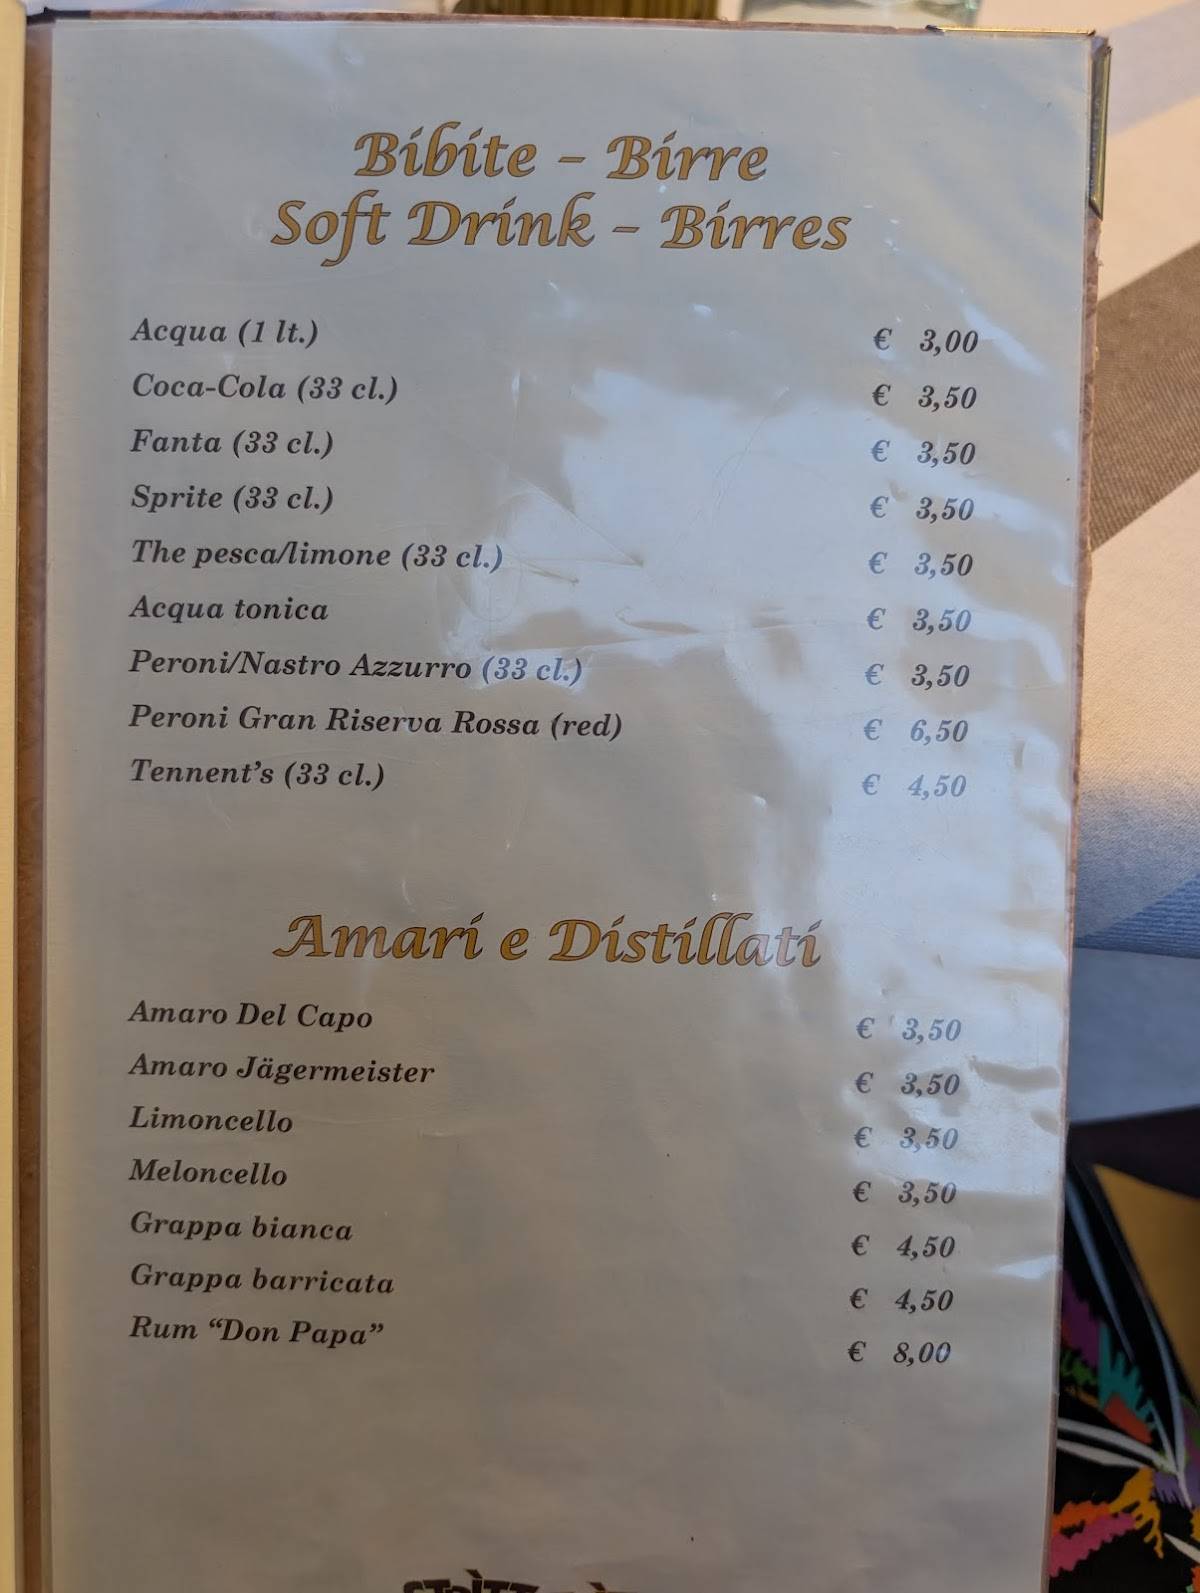 Bibite - Birre
Soft Drink - Birres
Acqua (1 lt.) € 3,00
Coca-Cola (33 cl.) € 3,50
Fanta (33 cl.) € 3,50
Sprite (33 cl.) € 3,50
The pesca/limone (33 cl.) € 3,50
Acqua tonica € 3,50
Peroni/Nastro Azzurro (33 cl.) € 3,50
Peroni Gran Riserva Rossa (red) € 6,50
Tennent's (33 cl.) € 4,50
Amari e Distillati
Amaro Del Capo € 3,50
Amaro Jägermeister € 3,50
Limoncello € 3,50
Meloncello € 3,50
Grappa bianca € 4,50
Grappa barricata € 4,50
Rum “Don Papa” € 8,00